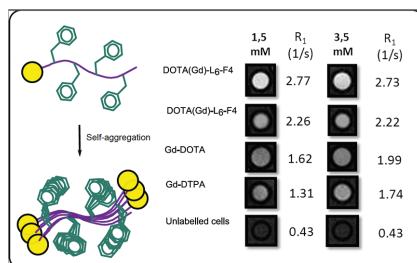 1,5 mM R1 (1/s) 3,5 mM R1 (1/s)
DOTA(Gd)-L6-F4 2.77 2.73
DOTA(Gd)-L6-F4 2.26 2.22
Self-aggregation
Gd-DOTA 1.62 1.99
Gd-DTPA 1.31 1.74
Unlabelled cells 0.43 0.43